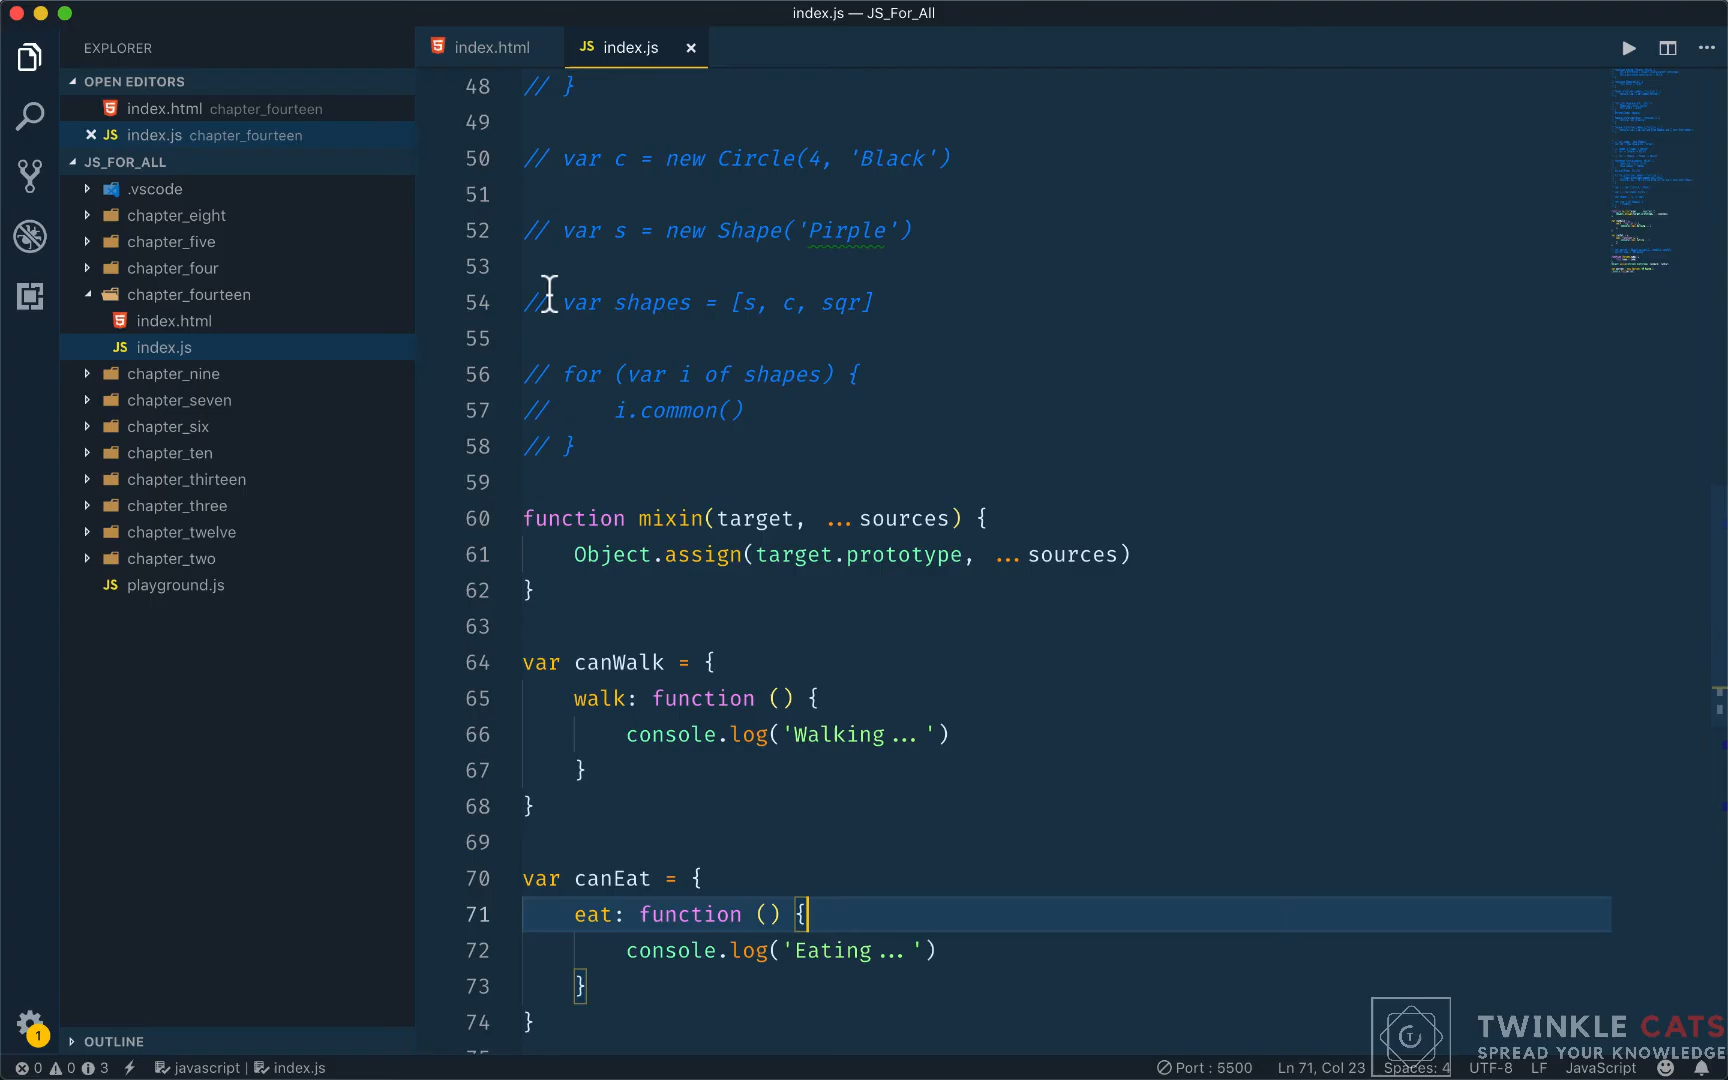 index.js — JS_For_All
EXPLORER
OPEN EDITORS
index.html chapter_fourteen
JS index.js chapter_fourteen
JS_FOR_ALL
.vscode
chapter_eight
chapter_five
chapter_four
chapter_fourteen
index.html
JS index.js
chapter_nine
chapter_seven
chapter_six
chapter_ten
chapter_thirteen
chapter_three
chapter_twelve
chapter_two
JS playground.js
OUTLINE
index.html
JS index.js
48 // }
49
50 // var c = new Circle(4, 'Black')
51
52 // var s = new Shape('Pirple')
53
54 // var shapes = [s, c, sqr]
55
56 // for (var i of shapes) {
57 //     i.common()
58 // }
59
60 function mixin(target, ...sources) {
61     Object.assign(target.prototype, ...sources)
62 }
63
64 var canWalk = {
65     walk: function () {
66         console.log('Walking...')
67     }
68 }
69
70 var canEat = {
71     eat: function () {
72         console.log('Eating...')
73     }
74 }
TWINKLE CATS
SPREAD YOUR KNOWLEDGE
1
0 0 3 javascript | index.js
Port : 5500 Ln 71, Col 23 Spaces: 4 UTF-8 LF JavaScript